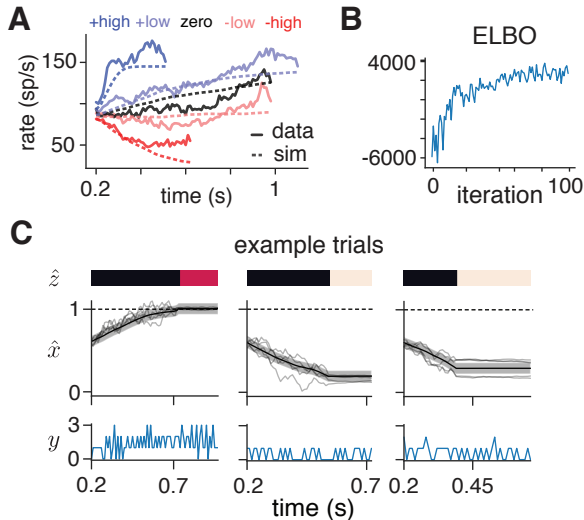 A
+high +low zero -low -high
rate (sp/s)
150
50
data
sim
0.2 1
time (s)
B
ELBO
4000
-6000
0 100
iteration
C
example trials
ẑ
x̂
1
0
y
3
0
0.2 0.7 0.2 0.7 0.2 0.45
time (s)